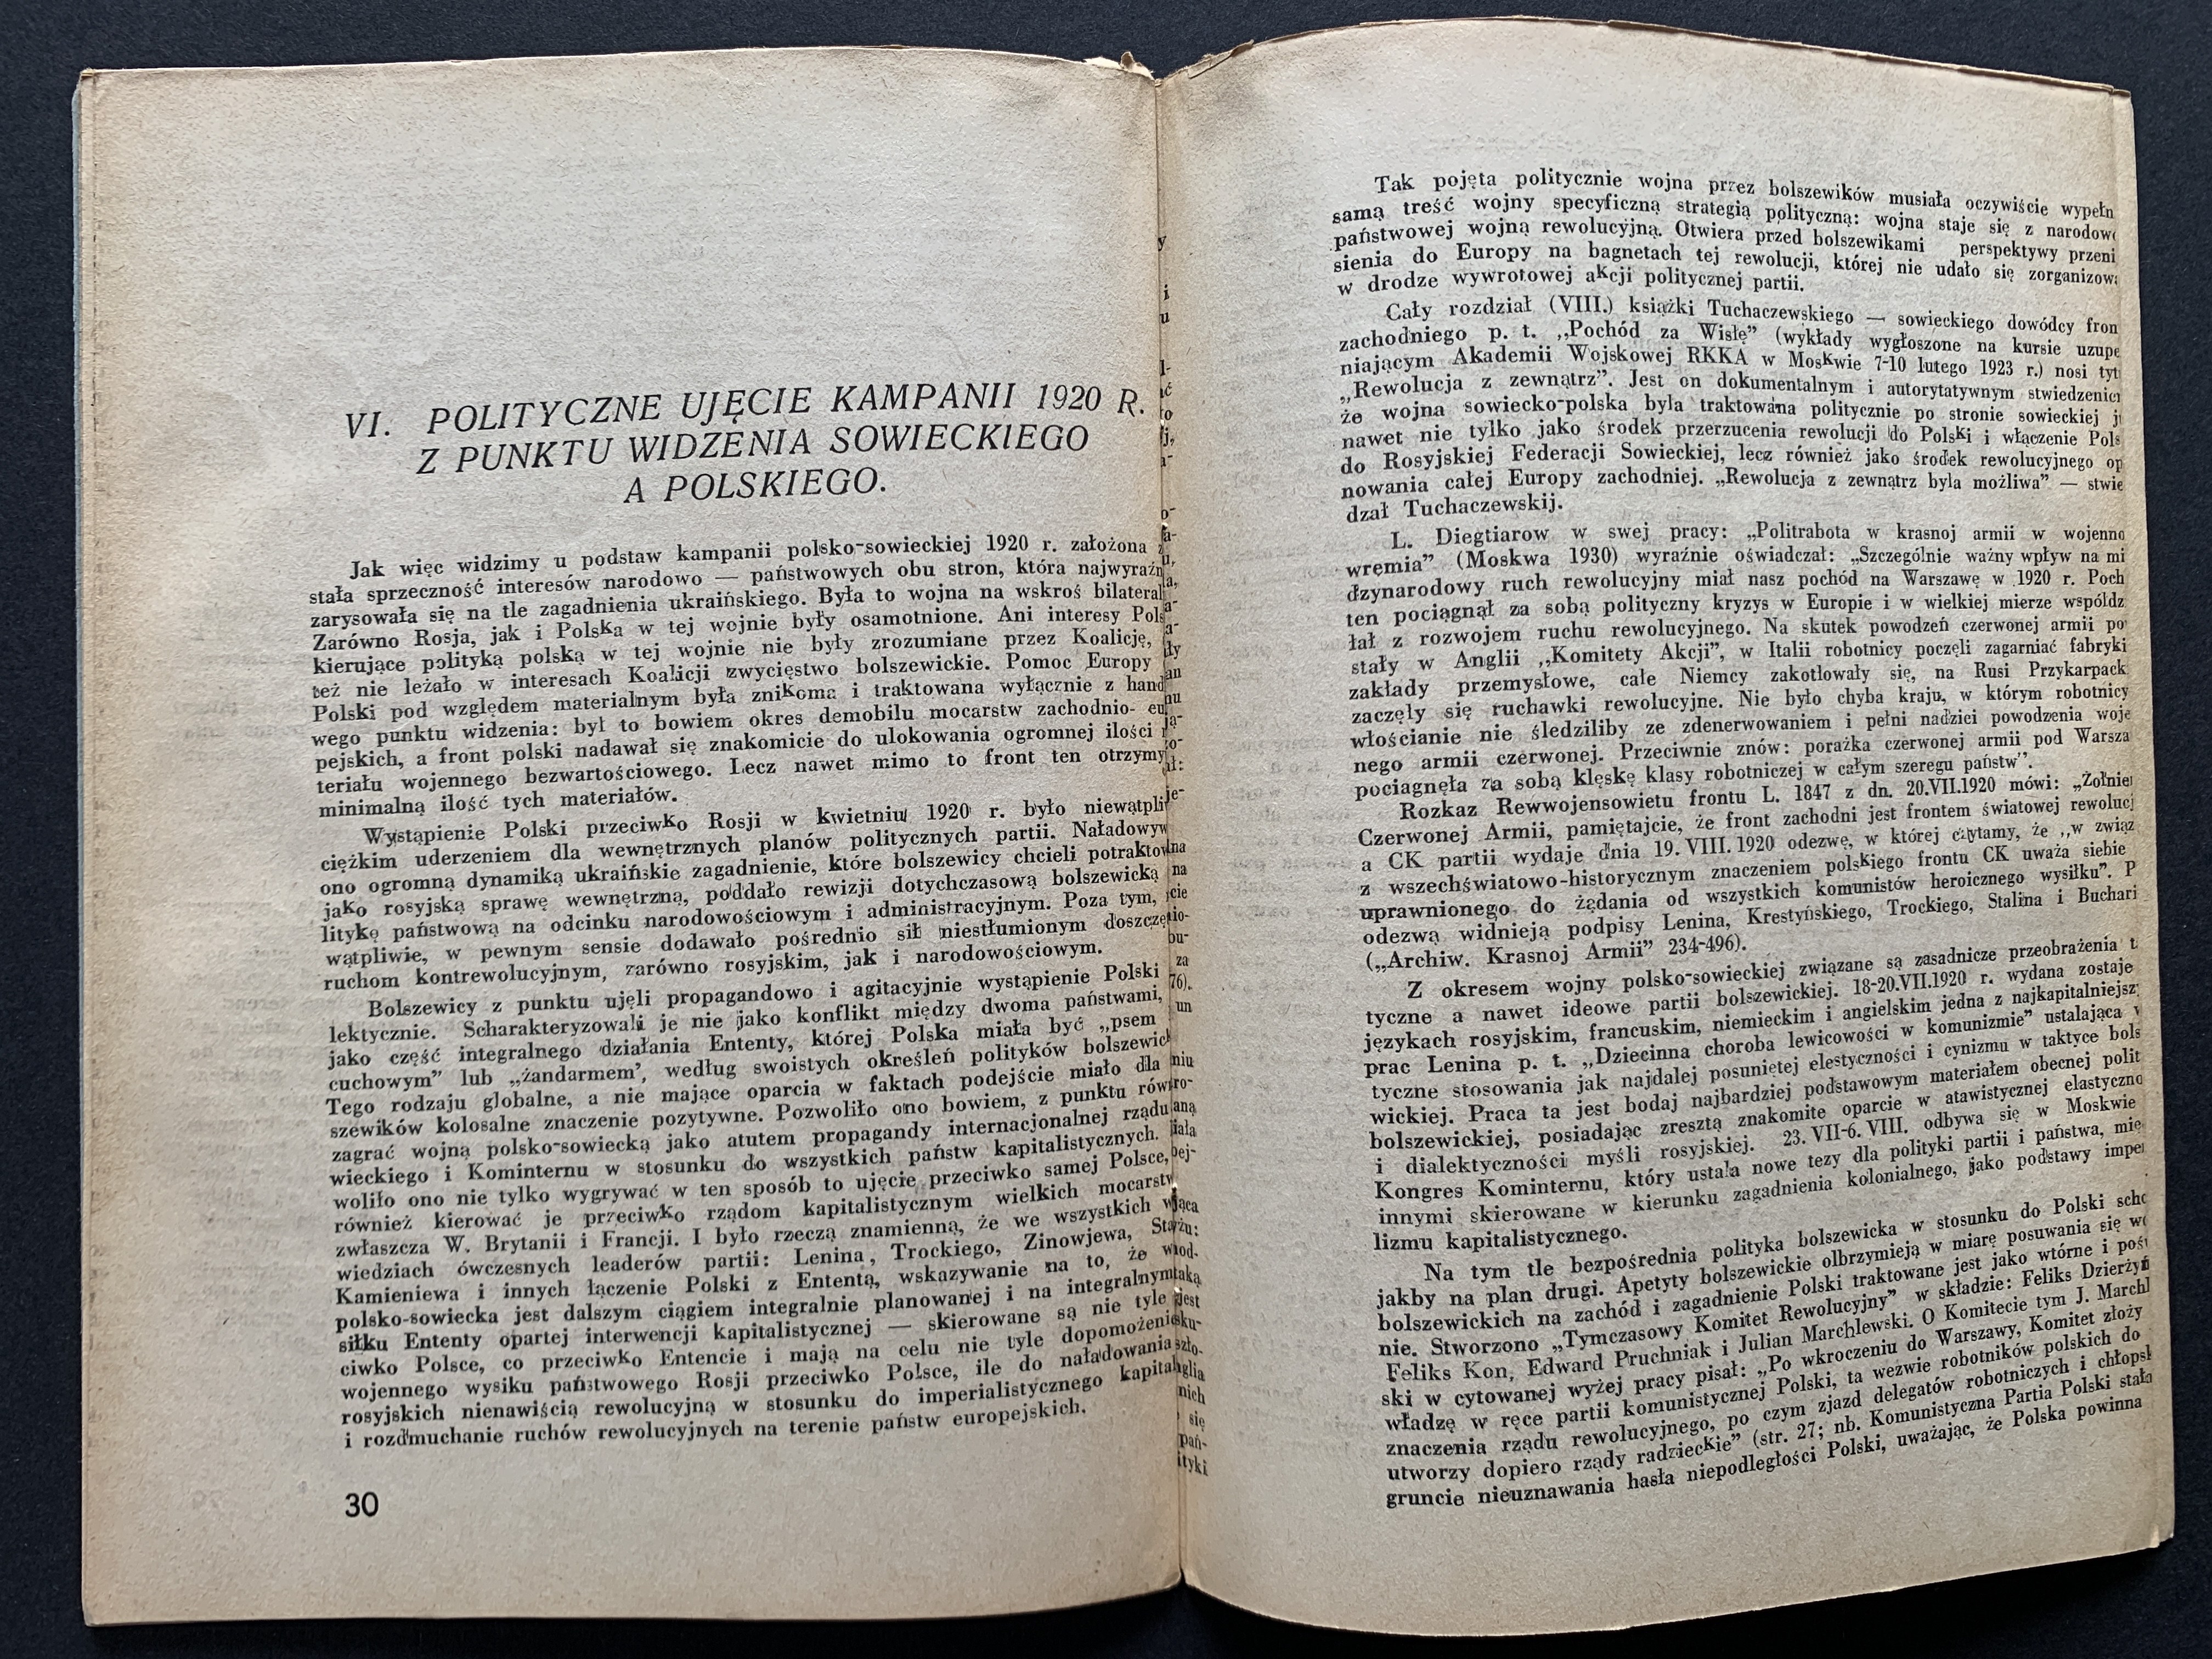 VI. POLITYCZNE UJĘCIE KAMPANII 1920 R.
Z PUNKTU WIDZENIA SOWIECKIEGO
A POLSKIEGO.
Jak więc widzimy u podstaw kampanii polsko-sowieckiej 1920 r. założona
stała sprzeczność interesów narodowo — państwowych obu stron, która najwyraźn
zarysowała się na tle zagadnienia ukraińskiego. Była to wojna na wskroś bilateral
Zarówno Rosja, jak i Polska w tej wojnie były osamotnione. Ani interesy Pols
kierujące polityką polską w tej wojnie nie były zrozumiane przez Koalicję,
też nie leżało w interesach Koalicji zwycięstwo bolszewickie. Pomoc Europy
Polski pod względem materialnym była znikoma i traktowana wyłącznie z hand
wego punktu widzenia: był to bowiem okres demobilu mocarstw zachodnio- eu
pejskich, a front polski nadawał się znakomicie do ulokowania ogromnej ilości
teriału wojennego bezwartościowego. Lecz nawet mimo to front ten otrzymy
minimalną ilość tych materiałów.
Wystąpienie Polski przeciwko Rosji w kwietniu 1920 r. było niewątpli
ciężkim uderzeniem dla wewnętrznych planów politycznych partii. Naładowyw
ono ogromną dynamiką ukraińskie zagadnienie, które bolszewicy chcieli potrakto
jako rosyjską sprawę wewnętrzną, poddało rewizji dotychczasową bolszewicką
litykę państwową na odcinku narodowościowym i administracyjnym. Poza tym,
wątpliwie, w pewnym sensie dodawało pośrednio sił niestłumionym doszczę
ruchom kontrewolucyjnym, zarówno rosyjskim, jak i narodowościowym.
Bolszewicy z punktu ujęli propagandowo i agitacyjnie wystąpienie Polski
lektycznie. Scharakteryzowali je nie jako konflikt między dwoma państwami,
jako część integralnego działania Ententy, której Polska miała być „psem
cuchowym” lub „żandarmem’, według swoistych określeń polityków bolszewic
Tego rodzaju globalne, a nie mające oparcia w faktach podejście miało dla
szewików kolosalne znaczenie pozytywne. Pozwoliło ono bowiem, z punktu rów
zagrać wojną polsko-sowiecką jako atutem propagandy internacjonalnej rządu
wieckiego i Kominternu w stosunku do wszystkich państw kapitalistycznych.
woliło ono nie tylko wygrywać w ten sposób to ujęcie przeciwko samej Polsce,
również kierować je przeciwko rządom kapitalistycznym wielkich mocarstw
zwłaszcza W. Brytanii i Francji. I było rzeczą znamienną, że we wszystkich w
wiedziach ówczesnych leaderów partii: Lenina, Trockiego, Zinowjewa, Sta
Kamieniewa i innych łączenie Polski z Ententą, wskazywanie na to, że w
polsko-sowiecka jest dalszym ciągiem integralnie planowanej i na integralnym
siłku Ententy opartej interwencji kapitalistycznej — skierowane są nie tyle
ciwko Polsce, co przeciwko Entencie i mają na celu nie tyle dopomożenie
wojennego wysiku państwowego Rosji przeciwko Polsce, ile do naładowania
rosyjskich nienawiścią rewolucyjną w stosunku do imperialistycznego kapitał
i rozdmuchanie ruchów rewolucyjnych na terenie państw europejskich.
30
Tak pojęta politycznie wojna przez bolszewików musiała oczywiście wypełn
samą treść wojny specyficzną strategią polityczną: wojna staje się z narodowo
państwowej wojną rewolucyjną. Otwiera przed bolszewikami perspektywy przeni
sienia do Europy na bagnetach tej rewolucji, której nie udało się zorganizowa
w drodze wywrotowej akcji politycznej partii.
Cały rozdział (VIII.) książki Tuchaczewskiego — sowieckiego dowódcy fron
zachodniego p. t. „Pochód za Wisłę” (wykłady wygłoszone na kursie uzupe
niającym Akademii Wojskowej RKKA w Moskwie 7-10 lutego 1923 r.) nosi tyt
„Rewolucja z zewnątrz”. Jest on dokumentalnym i autorytatywnym stwiedzenie
że wojna sowiecko-polska była traktowana politycznie po stronie sowieckiej j
nawet nie tylko jako środek przerzucenia rewolucji do Polski i włączenie Pols
do Rosyjskiej Federacji Sowieckiej, lecz również jako środek rewolucyjnego op
nowania całej Europy zachodniej. „Rewolucja z zewnątrz była możliwa” — stwie
dzał Tuchaczewskij.
L. Diegtiarow w swej pracy: „Politrabota w krasnoj armii w wojenno
wremia” (Moskwa 1930) wyraźnie oświadczał: „Szczególnie ważny wpływ na mi
dzynarodowy ruch rewolucyjny miał nasz pochód na Warszawę w 1920 r. Poch
ten pociągnął za sobą polityczny kryzys w Europie i w wielkiej mierze współdz
łał z rozwojem ruchu rewolucyjnego. Na skutek powodzeń czerwonej armii po
stały w Anglii „Komitety Akcji”, w Italii robotnicy poczęli zagarniać fabryki
zakłady przemysłowe, całe Niemcy zakotłowały się, na Rusi Przykarpack
zaczęły się ruchawki rewolucyjne. Nie było chyba kraju, w którym robotnicy
włościanie nie śledziliby ze zdenerwowaniem i pełni nadziei powodzenia woje
nego armii czerwonej. Przeciwnie znów: porażka czerwonej armii pod Warsza
pociągnęła za sobą klęskę klasy robotniczej w całym szeregu państw”.
Rozkaz Rewwojensowietu frontu L. 1847 z dn. 20.VII.1920 mówi: „Żołnier
Czerwonej Armii, pamiętajcie, że front zachodni jest frontem światowej rewolucj
a CK partii wydaje dnia 19. VIII. 1920 odezwę, w której czytamy, że „w związ
z wszechświatowo-historycznym znaczeniem polskiego frontu CK uważa siebie
uprawnionego do żądania od wszystkich komunistów heroicznego wysiłku”. P
odezwą widnieją podpisy Lenina, Krestyńskiego, Trockiego, Stalina i Buchari
(„Archiw. Krasnoj Armii” 234-496).
Z okresem wojny polsko-sowieckiej związane są zasadnicze przeobrażenia t
tyczne a nawet ideowe partii bolszewickiej. 18-20.VII.1920 r. wydana zostaje
językach rosyjskim, francuskim, niemieckim i angielskim jedna z najkapitalniejsz
prac Lenina p. t. „Dziecinna choroba lewicowości w komunizmie” ustalająca
tyczne stosowania jak najdalej posuniętej elestyczności i cynizmu w taktyce bols
wickiej. Praca ta jest bodaj najbardziej podstawowym materiałem obecnej polit
bolszewickiej, posiadając zresztą znakomite oparcie w atawistycznej elastyczno
i dialektyczności myśli rosyjskiej. 23. VII-6. VIII. odbywa się w Moskwie
Kongres Kominternu, który ustala nowe tezy dla polityki partii i państwa, mię
innymi skierowane w kierunku zagadnienia kolonialnego, jako podstawy impe
lizmu kapitalistycznego.
Na tym tle bezpośrednia polityka bolszewicka w stosunku do Polski scho
jakby na plan drugi. Apetyty bolszewickie olbrzymieją w miarę posuwania się w
bolszewickich na zachód i zagadnienie Polski traktowane jest jako wtórne i poś
nie. Stworzono „Tymczasowy Komitet Rewolucyjny” w składzie: Feliks Dzierżyń
Feliks Kon, Edward Pruchniak i Julian Marchlewski. O Komitecie tym J. Marchl
ski w cytowanej wyżej pracy pisał: „Po wkroczeniu do Warszawy, Komitet złoży
władzę w ręce partii komunistycznej Polski, ta wezwie robotników polskich do
znaczenia rządu rewolucyjnego, po czym zjazd delegatów robotniczych i chłopsk
utworzy dopiero rządy radzieckie” (str. 27; nb. Komunistyczna Partia Polski stała
gruncie nieuznawania hasła niepodległości Polski, uważając, że Polska powinna